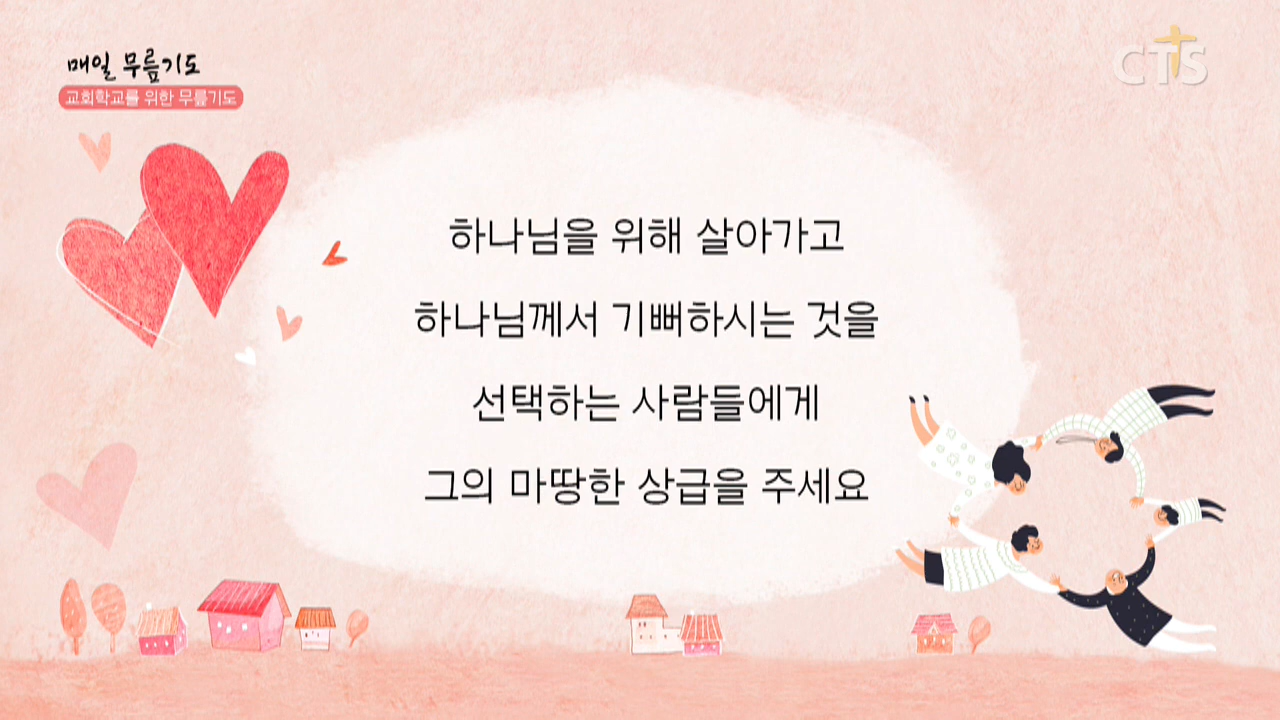 매일 무릎기도
교회학교를 위한 무릎기도
CTS
하나님을 위해 살아가고
하나님께서 기뻐하시는 것을
선택하는 사람들에게
그의 마땅한 상급을 주세요